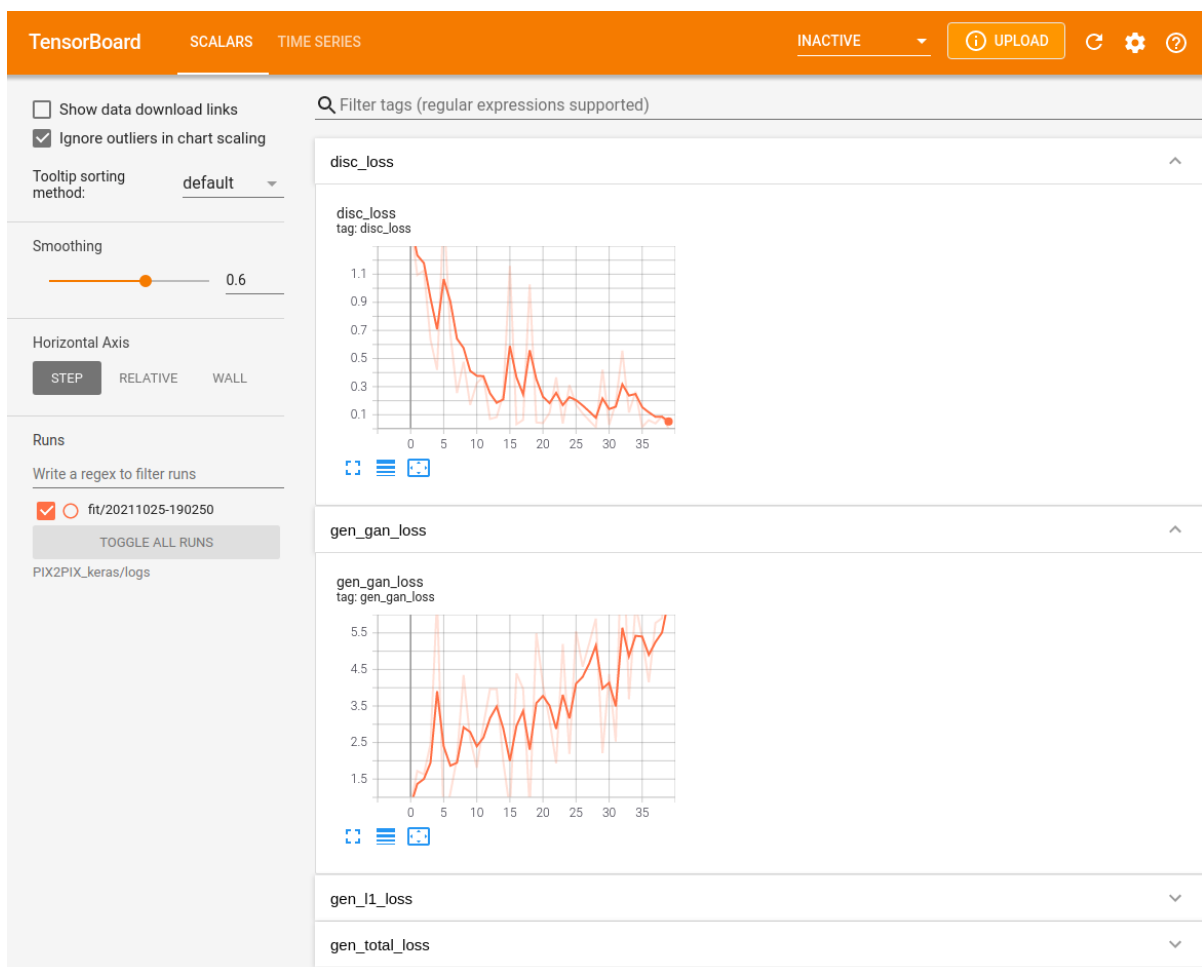 TensorBoard SCALARS TIME SERIES INACTIVE UPLOAD
Show data download links
Ignore outliers in chart scaling
Tooltip sorting
method:
default
Smoothing
0.6
Horizontal Axis
STEP RELATIVE WALL
Runs
Write a regex to filter runs
fit/20211025-190250
TOGGLE ALL RUNS
PIX2PIX_keras/logs
Filter tags (regular expressions supported)
disc_loss
disc_loss
tag: disc_loss
1.1
0.9
0.7
0.5
0.3
0.1
0 5 10 15 20 25 30 35
gen_gan_loss
gen_gan_loss
tag: gen_gan_loss
5.5
4.5
3.5
2.5
1.5
0 5 10 15 20 25 30 35
gen_l1_loss
gen_total_loss